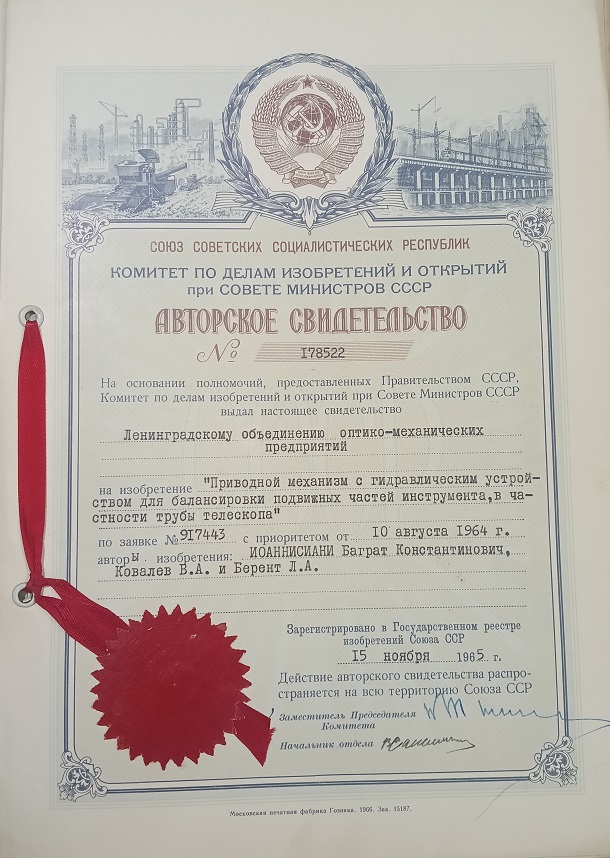 СОЮЗ СОВЕТСКИХ СОЦИАЛИСТИЧЕСКИХ РЕСПУБЛИК
КОМИТЕТ ПО ДЕЛАМ ИЗОБРЕТЕНИЙ И ОТКРЫТИЙ
при СОВЕТЕ МИНИСТРОВ СССР
АВТОРСКОЕ СВИДЕТЕЛЬСТВО
№ 178522
На основании полномочий, предоставленных Правительством СССР,
Комитет по делам изобретений и открытий при Совете Министров СССР
выдал настоящее свидетельство
Ленинградскому объединению оптико-механических
предприятий
на изобретение "Приводной механизм с гидравлическим устрой-
ством для балансировки подвижных частей инструмента,в ча-
стности трубы телескопа"
по заявке № 917443 с приоритетом от 10 августа 1964 г.
авторы изобретения: ИОАННИСИАНИ Баграт Константинович,
Ковалев В.А. и Берент Л.А.
Зарегистрировано в Государственном реестре
изобретений Союза ССР
15 ноября 1965 г.
Действие авторского свидетельства распро-
страняется на всю территорию Союза ССР
Заместитель Председателя
Комитета
Начальник отдела
Московская печатная фабрика Гознака. 1966. Зак. 15187.